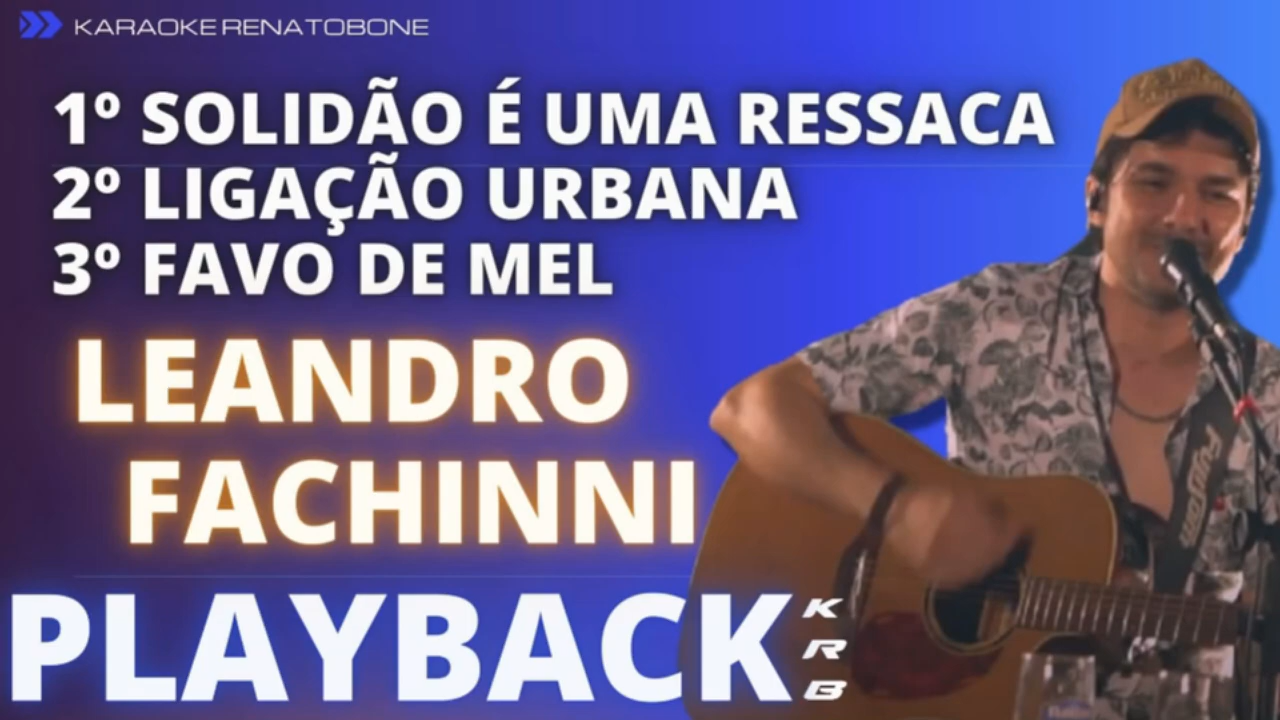 KARAOKE RENATOBONE
1º SOLIDÃO É UMA RESSACA
2º LIGAÇÃO URBANA
3º FAVO DE MEL
LEANDRO
FACHINNI
PLAYBACK
K
R
B